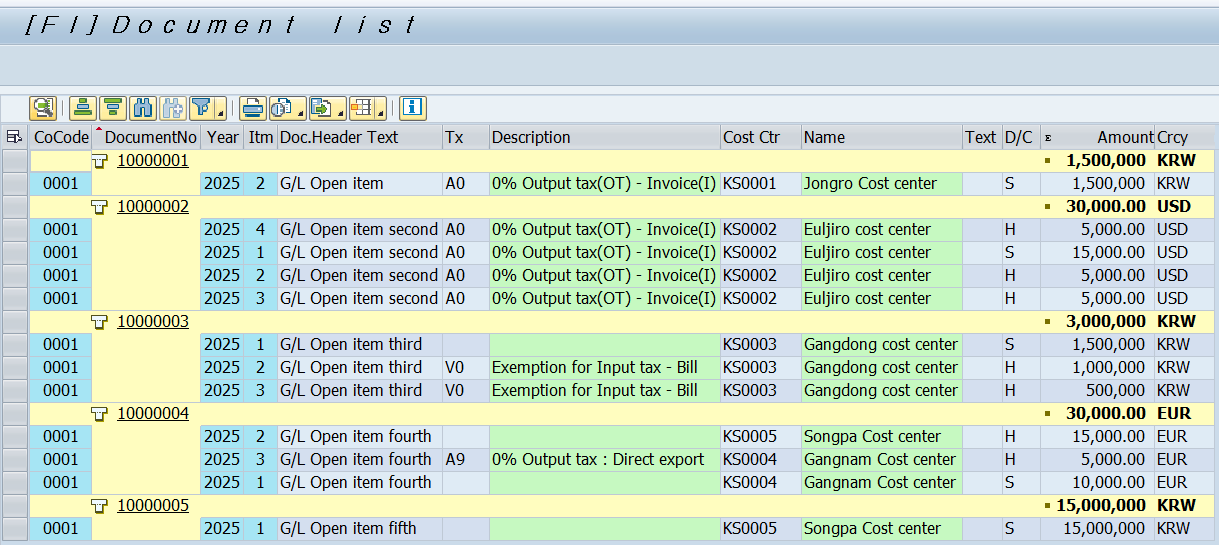 [FI]Document list
CoCode DocumentNo Year Itm Doc.Header Text Tx Description Cost Ctr Name Text D/C Σ Amount Crcy
10000001 1,500,000 KRW
0001 2025 2 G/L Open item A0 0% Output tax(OT) - Invoice(I) KS0001 Jongro Cost center S 1,500,000 KRW
10000002 30,000.00 USD
0001 2025 4 G/L Open item second A0 0% Output tax(OT) - Invoice(I) KS0002 Euljiro cost center H 5,000.00 USD
0001 2025 1 G/L Open item second A0 0% Output tax(OT) - Invoice(I) KS0002 Euljiro cost center S 15,000.00 USD
0001 2025 2 G/L Open item second A0 0% Output tax(OT) - Invoice(I) KS0002 Euljiro cost center H 5,000.00 USD
0001 2025 3 G/L Open item second A0 0% Output tax(OT) - Invoice(I) KS0002 Euljiro cost center H 5,000.00 USD
10000003 3,000,000 KRW
0001 2025 1 G/L Open item third KS0003 Gangdong cost center S 1,500,000 KRW
0001 2025 2 G/L Open item third V0 Exemption for Input tax - Bill KS0003 Gangdong cost center H 1,000,000 KRW
0001 2025 3 G/L Open item third V0 Exemption for Input tax - Bill KS0003 Gangdong cost center H 500,000 KRW
10000004 30,000.00 EUR
0001 2025 2 G/L Open item fourth KS0005 Songpa Cost center H 15,000.00 EUR
0001 2025 3 G/L Open item fourth A9 0% Output tax : Direct export KS0004 Gangnam Cost center H 5,000.00 EUR
0001 2025 1 G/L Open item fourth KS0004 Gangnam Cost center S 10,000.00 EUR
10000005 15,000,000 KRW
0001 2025 1 G/L Open item fifth KS0005 Songpa Cost center S 15,000,000 KRW